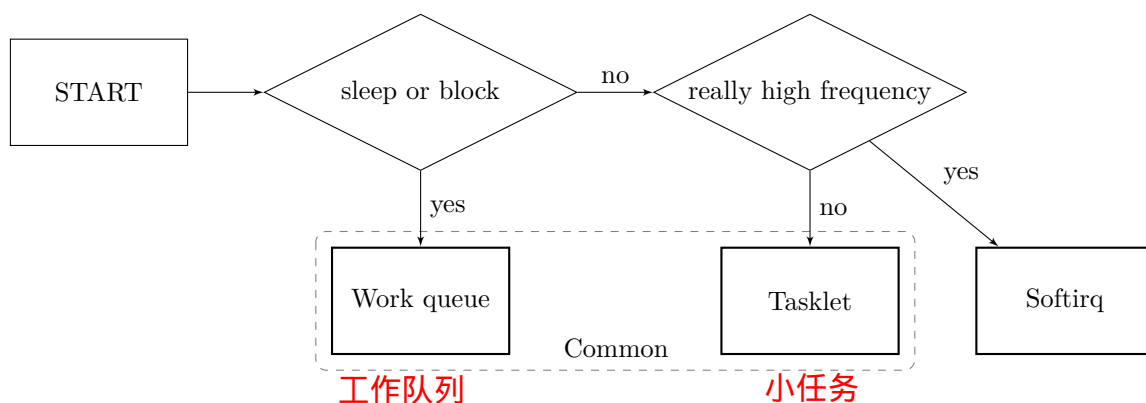 START
sleep or block
no
really high frequency
yes
no
yes
Work queue
Tasklet
Softirq
Common
工作队列
小任务